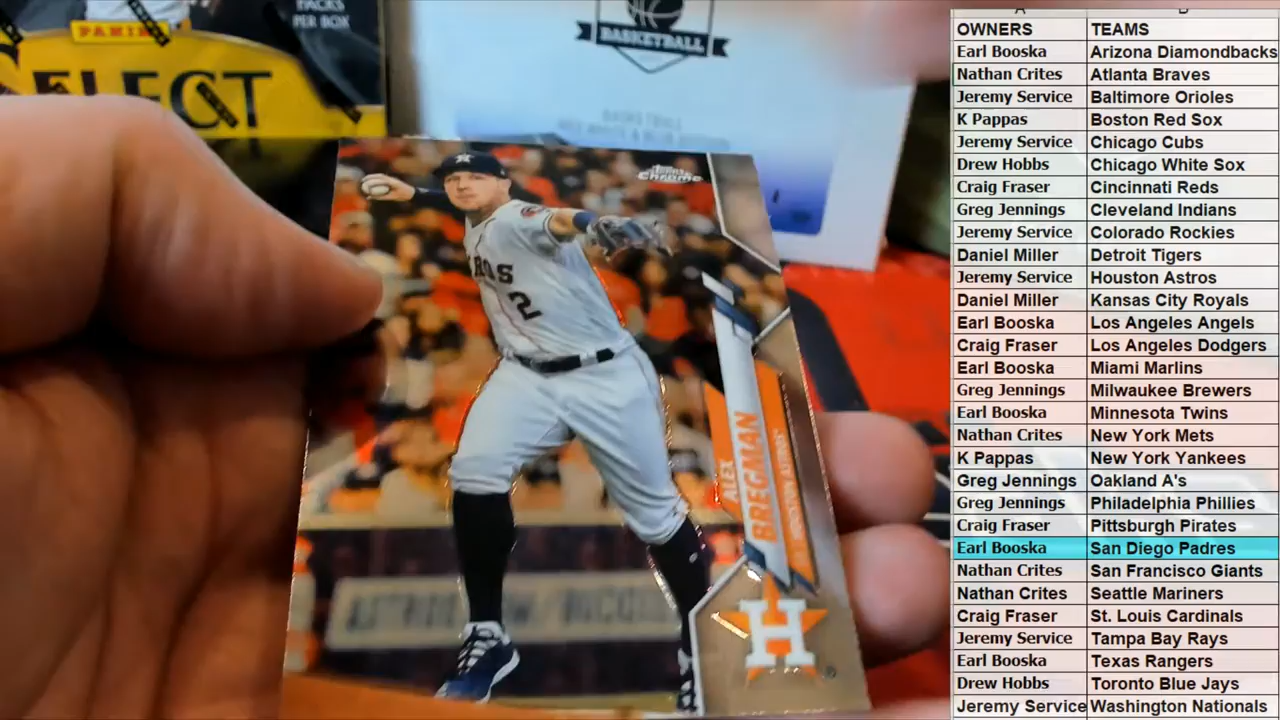 PACKS
PER BOX
PANINI
SELECT
BASKETBALL
Topps
Chrome
2
ALEX
BREGMAN
HOUSTON ASTROS
H
OWNERS TEAMS
Earl Booska Arizona Diamondbacks
Nathan Crites Atlanta Braves
Jeremy Service Baltimore Orioles
K Pappas Boston Red Sox
Jeremy Service Chicago Cubs
Drew Hobbs Chicago White Sox
Craig Fraser Cincinnati Reds
Greg Jennings Cleveland Indians
Jeremy Service Colorado Rockies
Daniel Miller Detroit Tigers
Jeremy Service Houston Astros
Daniel Miller Kansas City Royals
Earl Booska Los Angeles Angels
Craig Fraser Los Angeles Dodgers
Earl Booska Miami Marlins
Greg Jennings Milwaukee Brewers
Earl Booska Minnesota Twins
Nathan Crites New York Mets
K Pappas New York Yankees
Greg Jennings Oakland A's
Greg Jennings Philadelphia Phillies
Craig Fraser Pittsburgh Pirates
Earl Booska San Diego Padres
Nathan Crites San Francisco Giants
Nathan Crites Seattle Mariners
Craig Fraser St. Louis Cardinals
Jeremy Service Tampa Bay Rays
Earl Booska Texas Rangers
Drew Hobbs Toronto Blue Jays
Jeremy Service Washington Nationals